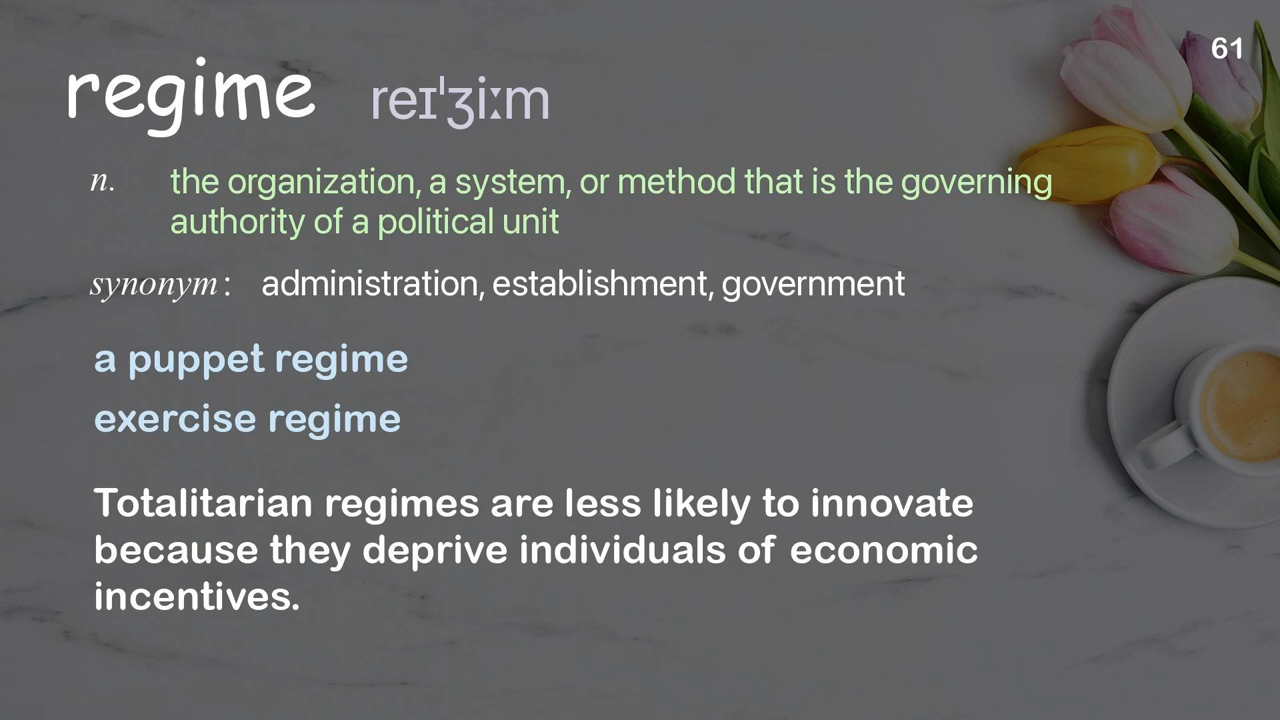 61
regime reɪˈʒiːm
n. the organization, a system, or method that is the governing
authority of a political unit
synonym : administration, establishment, government
a puppet regime
exercise regime
Totalitarian regimes are less likely to innovate
because they deprive individuals of economic
incentives.